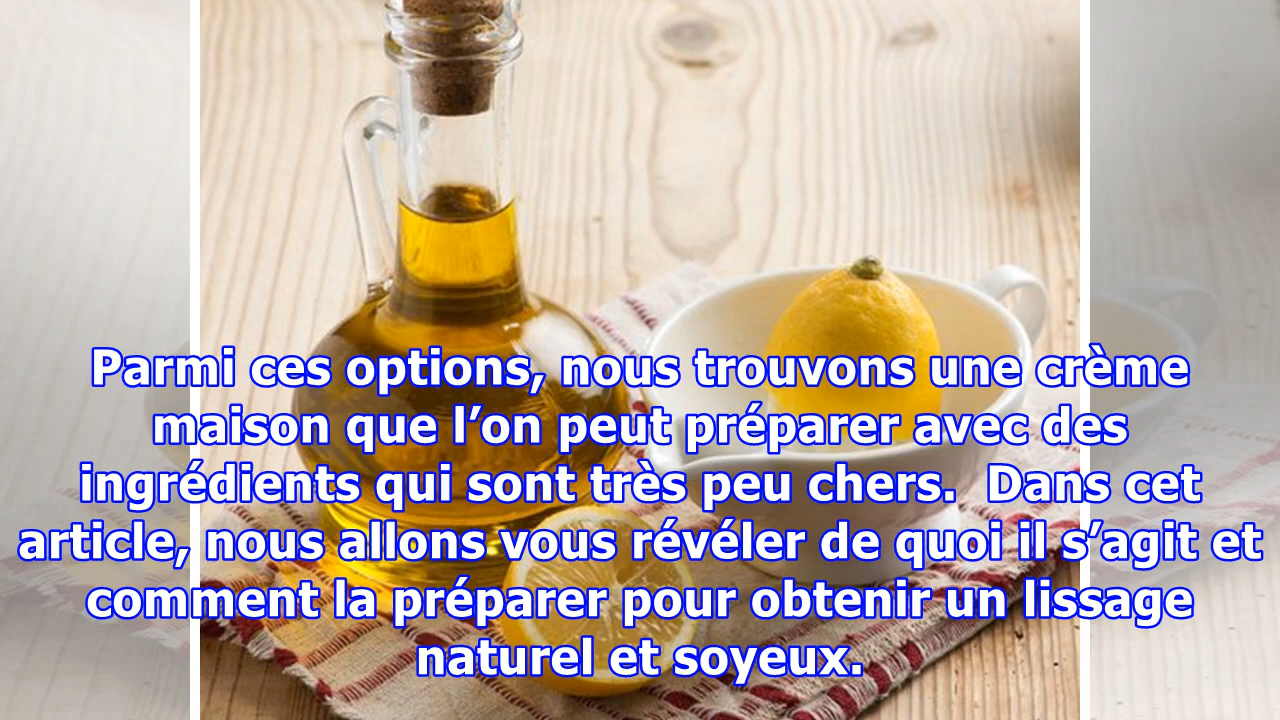 Parmi ces options, nous trouvons une crème
maison que l’on peut préparer avec des
ingrédients qui sont très peu chers.  Dans cet
article, nous allons vous révéler de quoi il s’agit et
comment la préparer pour obtenir un lissage
naturel et soyeux.